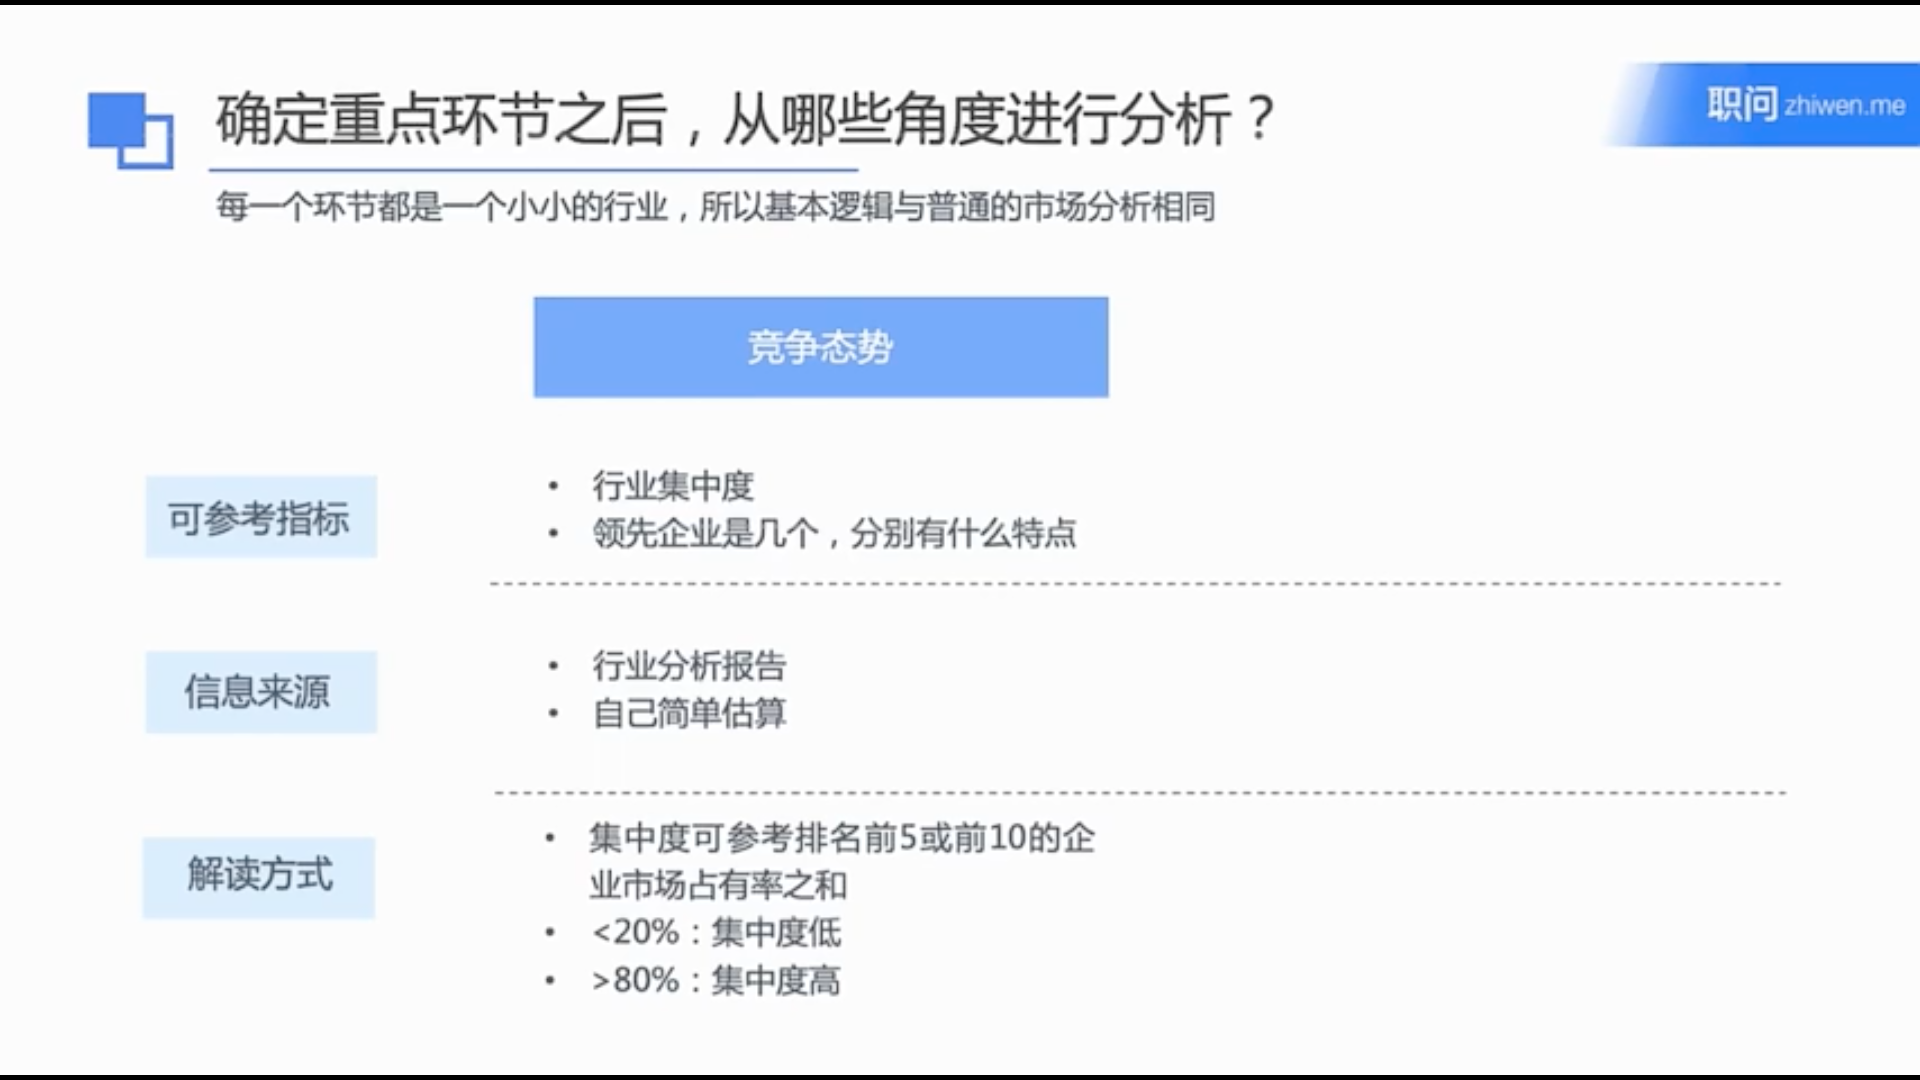 确定重点环节之后，从哪些角度进行分析？
职问 zhiwen.me
每一个环节都是一个小小的行业，所以基本逻辑与普通的市场分析相同
竞争态势
可参考指标
• 行业集中度
• 领先企业是几个，分别有什么特点
信息来源
• 行业分析报告
• 自己简单估算
解读方式
• 集中度可参考排名前5或前10的企
业市场占有率之和
• <20%：集中度低
• >80%：集中度高